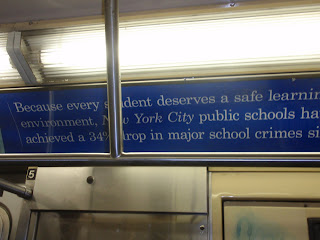 Because every student deserves a safe learnin
environment, New York City public schools ha
achieved a 34% drop in major school crimes si
5